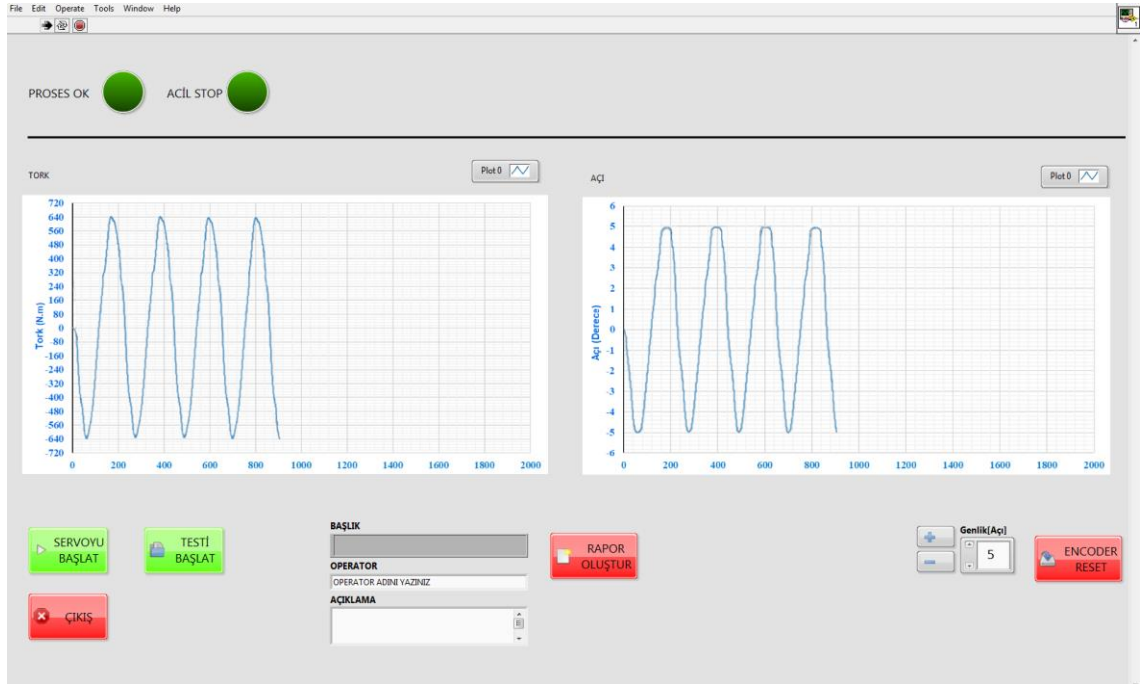 File Edit Operate Tools Window Help
1
PROSES OK
ACİL STOP
TORK
Plot 0
AÇI
Plot 0
720
640
560
480
400
320
240
160
80
0
-80
-160
-240
-320
-400
-480
-560
-640
-720
Tork (N.m)
0 200 400 600 800 1000 1200 1400 1600 1800 2000
6
5
4
3
2
1
0
-1
-2
-3
-4
-5
-6
Açı (Derece)
0 200 400 600 800 1000 1200 1400 1600 1800 2000
SERVOYU
BAŞLAT
TESTİ
BAŞLAT
ÇIKIŞ
BAŞLIK
OPERATOR
OPERATOR ADINI YAZINIZ
AÇIKLAMA
RAPOR
OLUŞTUR
Genlik[Açı]
5
ENCODER
RESET